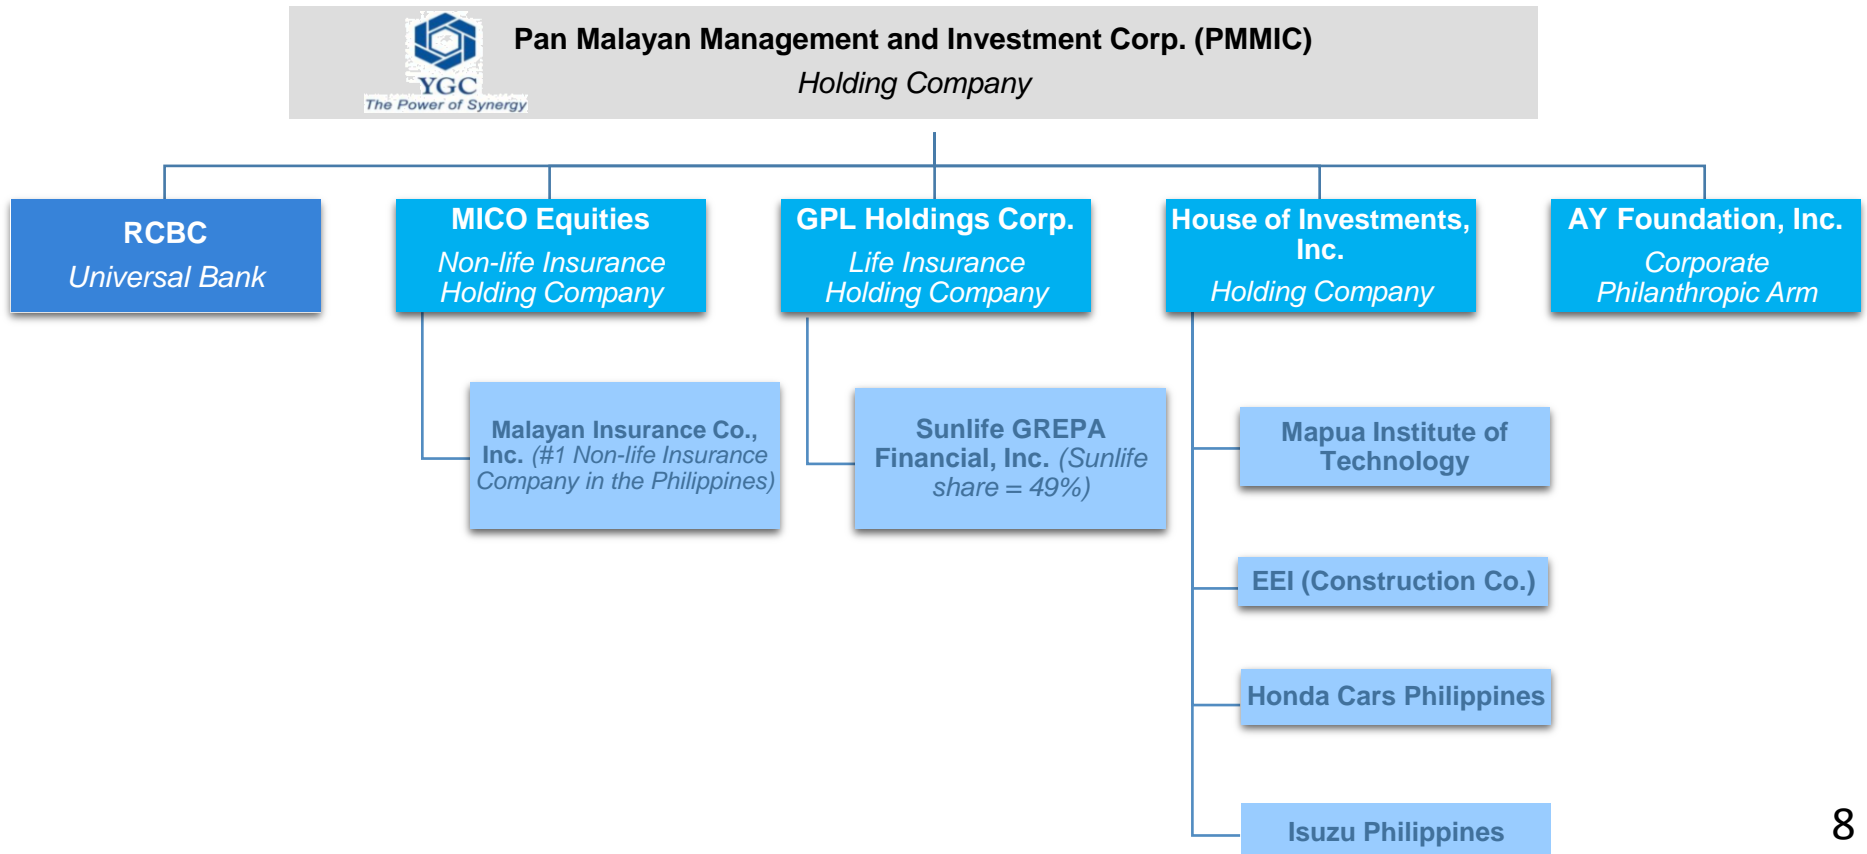 Pan Malayan Management and Investment Corp. (PMMIC)
Holding Company
YGC
The Power of Synergy
RCBC
Universal Bank
MICO Equities
Non-life Insurance
Holding Company
GPL Holdings Corp.
Life Insurance
Holding Company
House of Investments,
Inc.
Holding Company
AY Foundation, Inc.
Corporate
Philanthropic Arm
Malayan Insurance Co.,
Inc. (#1 Non-life Insurance
Company in the Philippines)
Sunlife GREPA
Financial, Inc. (Sunlife
share = 49%)
Mapua Institute of
Technology
EEI (Construction Co.)
Honda Cars Philippines
Isuzu Philippines
8